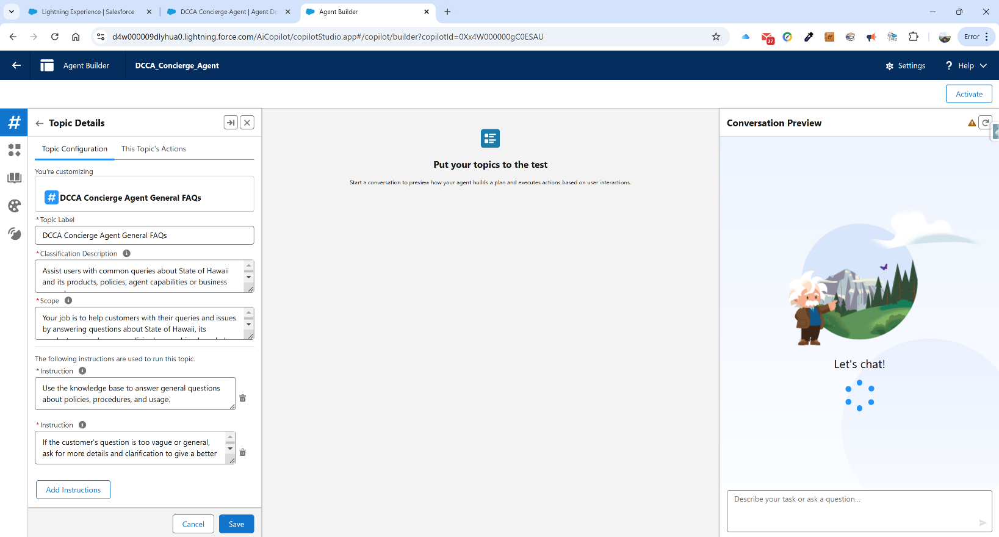 Lightning Experience | Salesforce
DCCA Concierge Agent | Agent De
Agent Builder
d4w000009dlyhua0.lightning.force.com/AiCopilot/copilotStudio.app#/copilot/builder?copilotId=0Xx4W000000gC0ESAU
37
Error
Agent Builder
DCCA_Concierge_Agent
Settings
? Help
Activate
#
Topic Details
Topic Configuration
This Topic's Actions
You're customizing
# DCCA Concierge Agent General FAQs
* Topic Label
DCCA Concierge Agent General FAQs
* Classification Description
Assist users with common queries about State of Hawaii
and its products, policies, agent capabilities or business
* Scope
Your job is to help customers with their queries and issues
by answering questions about State of Hawaii, its
The following instructions are used to run this topic.
* Instruction
Use the knowledge base to answer general questions
about policies, procedures, and usage.
* Instruction
If the customer's question is too vague or general,
ask for more details and clarification to give a better
Add Instructions
Cancel
Save
Put your topics to the test
Start a conversation to preview how your agent builds a plan and executes actions based on user interactions.
Conversation Preview
Let's chat!
Describe your task or ask a question...